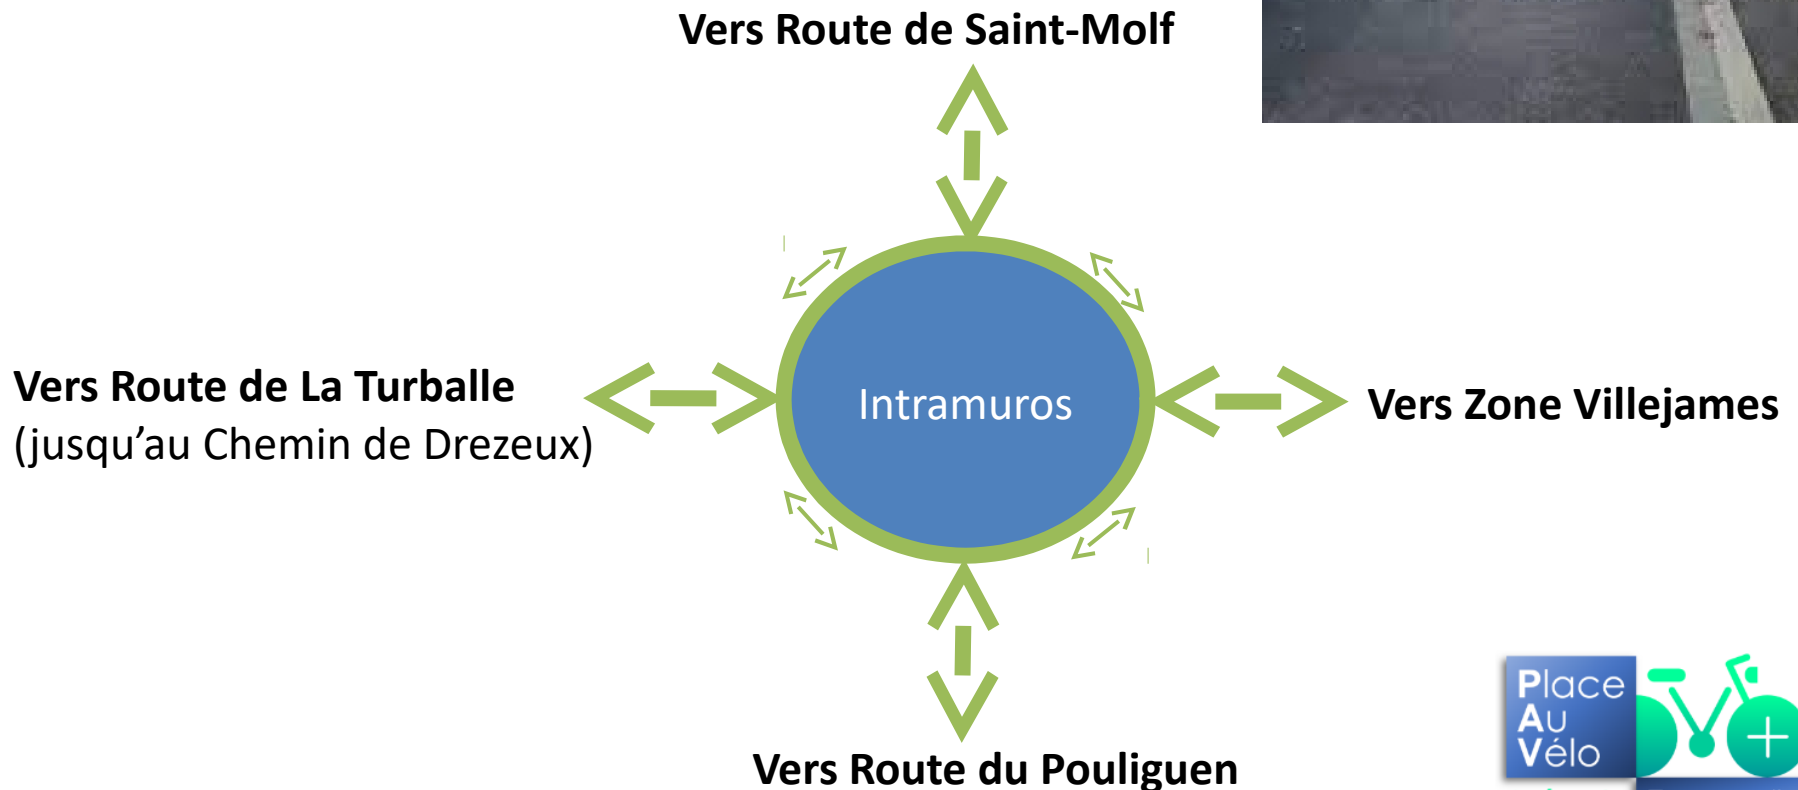 Vers Route de Saint-Molf
Vers Route de La Turballe
(jusqu’au Chemin de Drezeux)
Intramuros
Vers Zone Villejames
Vers Route du Pouliguen
Place
Au
Vélo